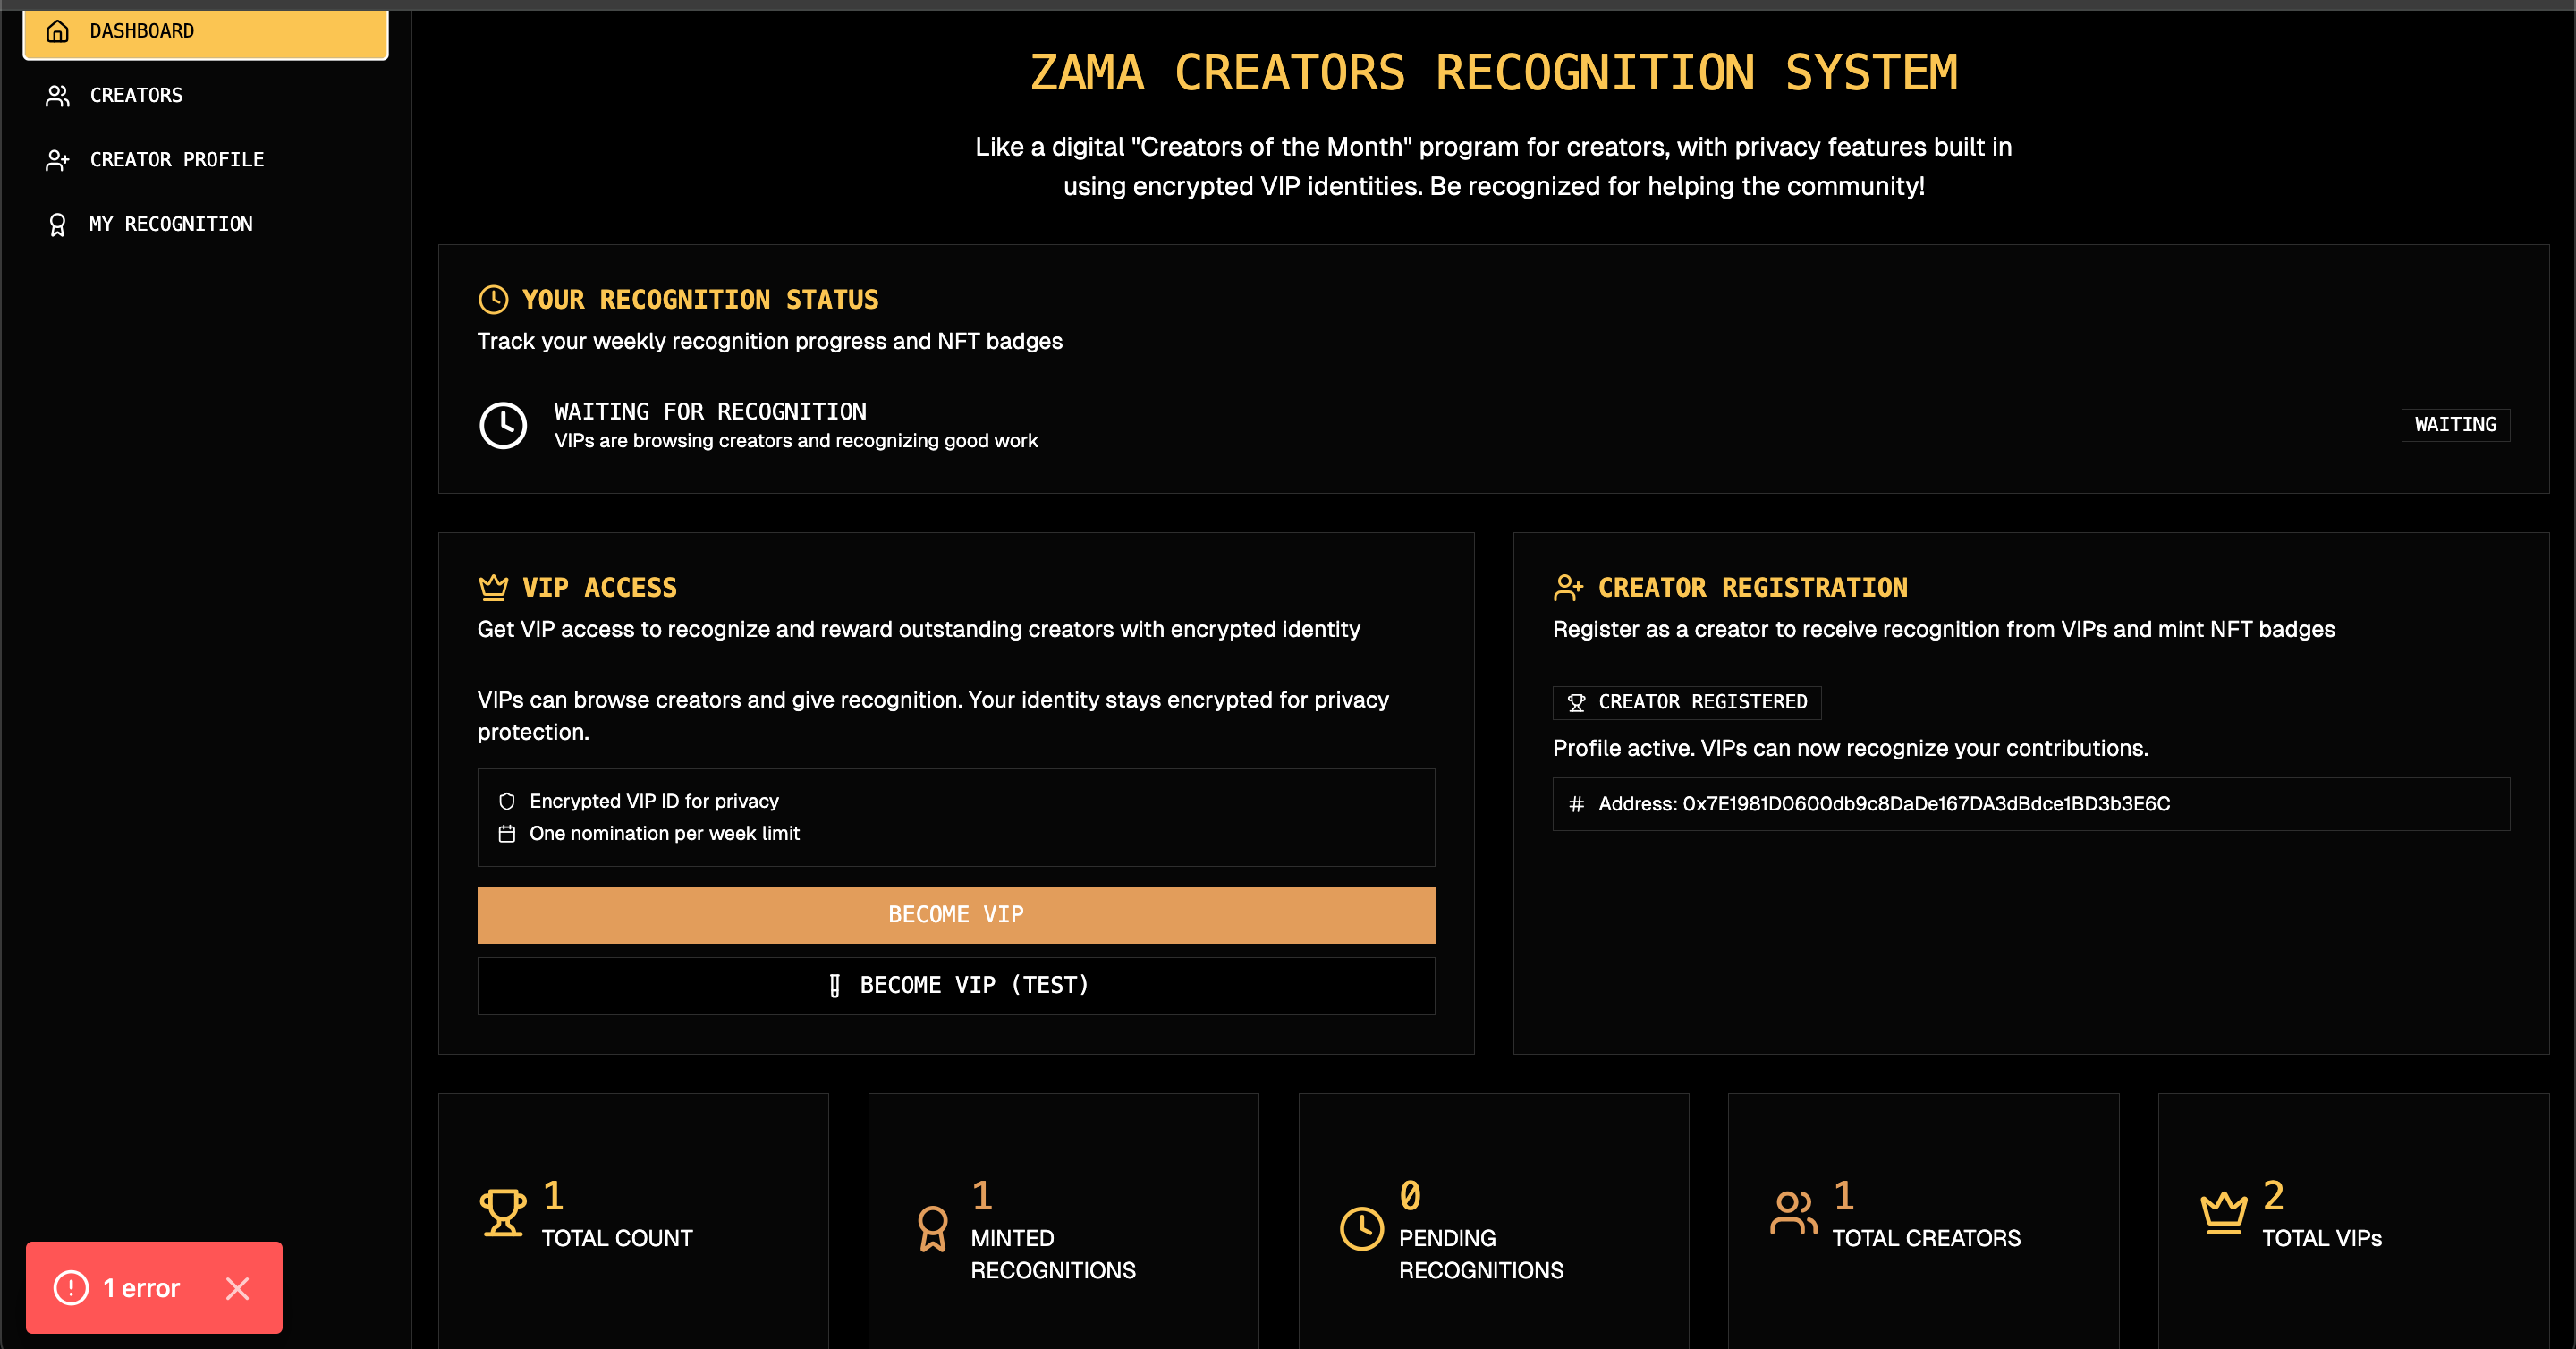 DASHBOARD
CREATORS
CREATOR PROFILE
MY RECOGNITION
ZAMA CREATORS RECOGNITION SYSTEM
Like a digital "Creators of the Month" program for creators, with privacy features built in
using encrypted VIP identities. Be recognized for helping the community!
YOUR RECOGNITION STATUS
Track your weekly recognition progress and NFT badges
WAITING FOR RECOGNITION
VIPs are browsing creators and recognizing good work
WAITING
VIP ACCESS
Get VIP access to recognize and reward outstanding creators with encrypted identity
VIPs can browse creators and give recognition. Your identity stays encrypted for privacy
protection.
Encrypted VIP ID for privacy
One nomination per week limit
BECOME VIP
BECOME VIP (TEST)
CREATOR REGISTRATION
Register as a creator to receive recognition from VIPs and mint NFT badges
CREATOR REGISTERED
Profile active. VIPs can now recognize your contributions.
Address: 0x7E1981D0600db9c8DaDe167DA3dBdce1BD3b3E6C
1
TOTAL COUNT
1
MINTED
RECOGNITIONS
0
PENDING
RECOGNITIONS
1
TOTAL CREATORS
2
TOTAL VIPs
1 error